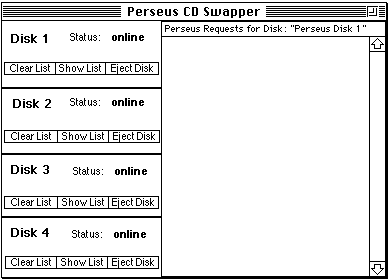 Perseus CD Swapper
Disk 1 Status: online
Clear List Show List Eject Disk
Disk 2 Status: online
Clear List Show List Eject Disk
Disk 3 Status: online
Clear List Show List Eject Disk
Disk 4 Status: online
Clear List Show List Eject Disk
Perseus Requests for Disk: "Perseus Disk 1"